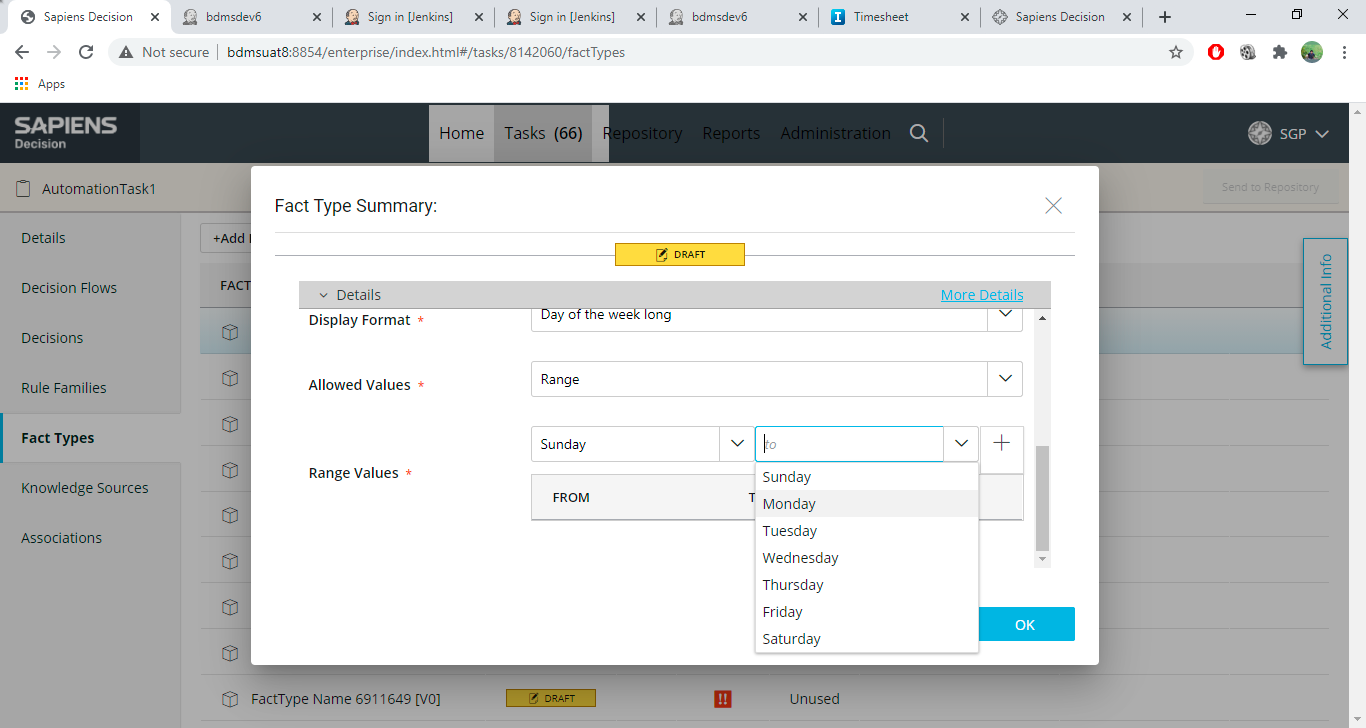 Sapiens Decision
bdmsdev6
Sign in [Jenkins]
Sign in [Jenkins]
bdmsdev6
Timesheet
Sapiens Decision
Not secure
bdmsuat8:8854/enterprise/index.html#/tasks/8142060/factTypes
Apps
SAPIENS
Decision
Home
Tasks (66)
Repository
Reports
Administration
SGP
AutomationTask1
Send to Repository
Details
Decision Flows
Decisions
Rule Families
Fact Types
Knowledge Sources
Associations
+Add
FACT
Additional Info
Fact Type Summary:
DRAFT
Details
More Details
Display Format *
Day of the week long
Allowed Values *
Range
Range Values *
Sunday
to
FROM
T
Sunday
Monday
Tuesday
Wednesday
Thursday
Friday
Saturday
OK
FactType Name 6911649 [V0]
DRAFT
!!
Unused